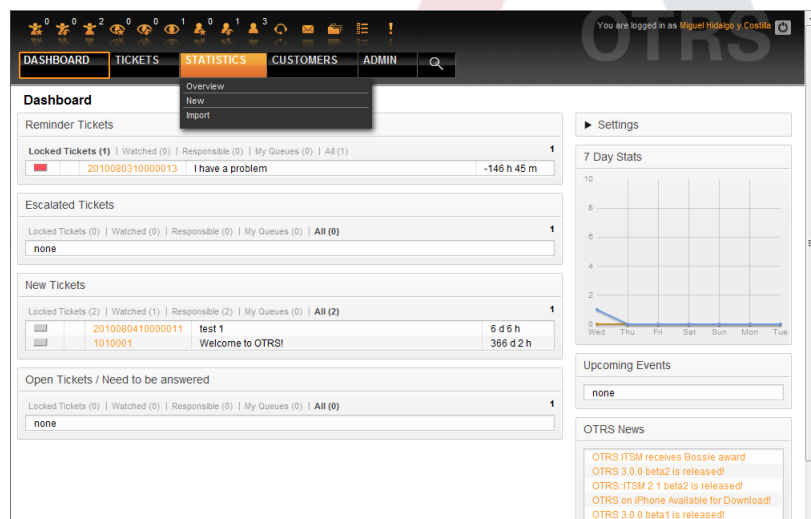 0 0 2 0 0 1 0 1 3
You are logged in as Miguel Hidalgo y Costilla
OTRS
DASHBOARD TICKETS STATISTICS CUSTOMERS ADMIN
Overview
New
Import
Dashboard
Reminder Tickets
Locked Tickets (1) | Watched (0) | Responsible (0) | My Queues (0) | All (1) 1
2010080310000013 I have a problem -146 h 45 m
Escalated Tickets
Locked Tickets (0) | Watched (0) | Responsible (0) | My Queues (0) | All (0) 1
none
New Tickets
Locked Tickets (2) | Watched (1) | Responsible (2) | My Queues (0) | All (2) 1
2010080410000011 test 1 6 d 6 h
1010001 Welcome to OTRS! 366 d 2 h
Open Tickets / Need to be answered
Locked Tickets (0) | Watched (0) | Responsible (0) | My Queues (0) | All (0) 1
none
Settings
7 Day Stats
10
8
6
4
2
0
Wed Thu Fri Sat Sun Mon Tue
Upcoming Events
none
OTRS News
OTRS ITSM receives Bossie award
OTRS 3.0.0 beta2 is released!
OTRS::ITSM 2.1 beta2 is released!
OTRS on iPhone Available for Download!
OTRS 3.0.0 beta1 is released!